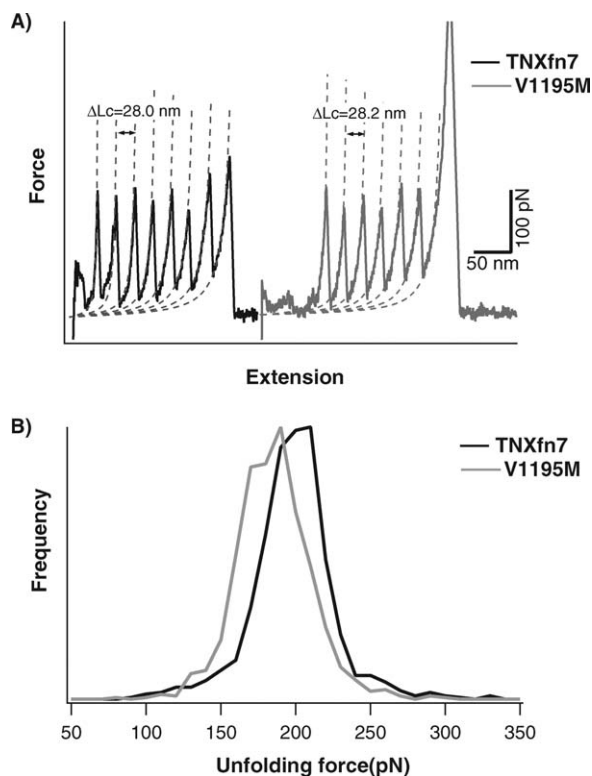 A)
TNXfn7
V1195M
ΔLc=28.0 nm
ΔLc=28.2 nm
Force
100 pN
50 nm
Extension
B)
TNXfn7
V1195M
Frequency
50 100 150 200 250 300 350
Unfolding force(pN)